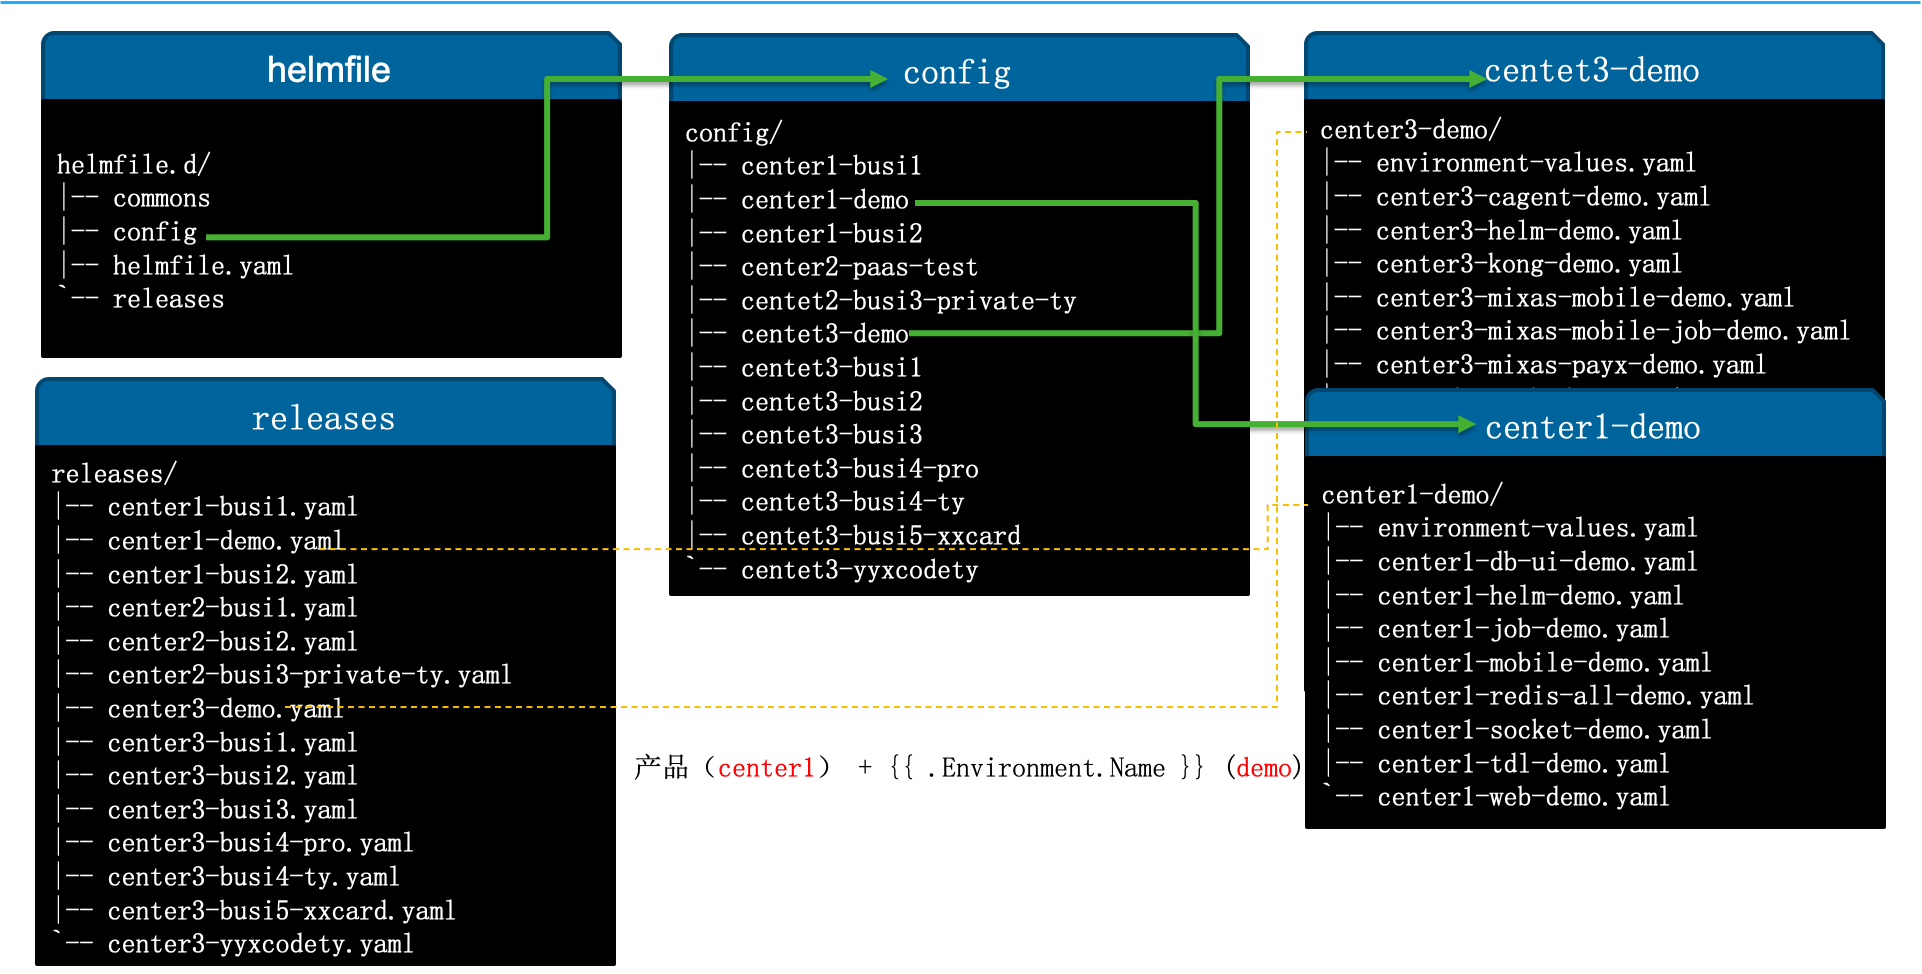 helmfile
helmfile.d/
|-- commons
|-- config
|-- helmfile.yaml
`-- releases
releases
releases/
|-- center1-busi1.yaml
|-- center1-demo.yaml
|-- center1-busi2.yaml
|-- center2-busi1.yaml
|-- center2-busi2.yaml
|-- center2-busi3-private-ty.yaml
|-- center3-demo.yaml
|-- center3-busi1.yaml
|-- center3-busi2.yaml
|-- center3-busi3.yaml
|-- center3-busi4-pro.yaml
|-- center3-busi4-ty.yaml
|-- center3-busi5-xxcard.yaml
`-- center3-yyxcodety.yaml
config
config/
|-- center1-busi1
|-- center1-demo
|-- center1-busi2
|-- center2-paas-test
|-- centet2-busi3-private-ty
|-- centet3-demo
|-- centet3-busi1
|-- centet3-busi2
|-- centet3-busi3
|-- centet3-busi4-pro
|-- centet3-busi4-ty
|-- centet3-busi5-xxcard
`-- centet3-yyxcodety
产品（center1） + {{ .Environment.Name }} (demo)
centet3-demo
center3-demo/
|-- environment-values.yaml
|-- center3-cagent-demo.yaml
|-- center3-helm-demo.yaml
|-- center3-kong-demo.yaml
|-- center3-mixas-mobile-demo.yaml
|-- center3-mixas-mobile-job-demo.yaml
|-- center3-mixas-payx-demo.yaml
center1-demo
center1-demo/
|-- environment-values.yaml
|-- center1-db-ui-demo.yaml
|-- center1-helm-demo.yaml
|-- center1-job-demo.yaml
|-- center1-mobile-demo.yaml
|-- center1-redis-all-demo.yaml
|-- center1-socket-demo.yaml
|-- center1-tdl-demo.yaml
`-- center1-web-demo.yaml